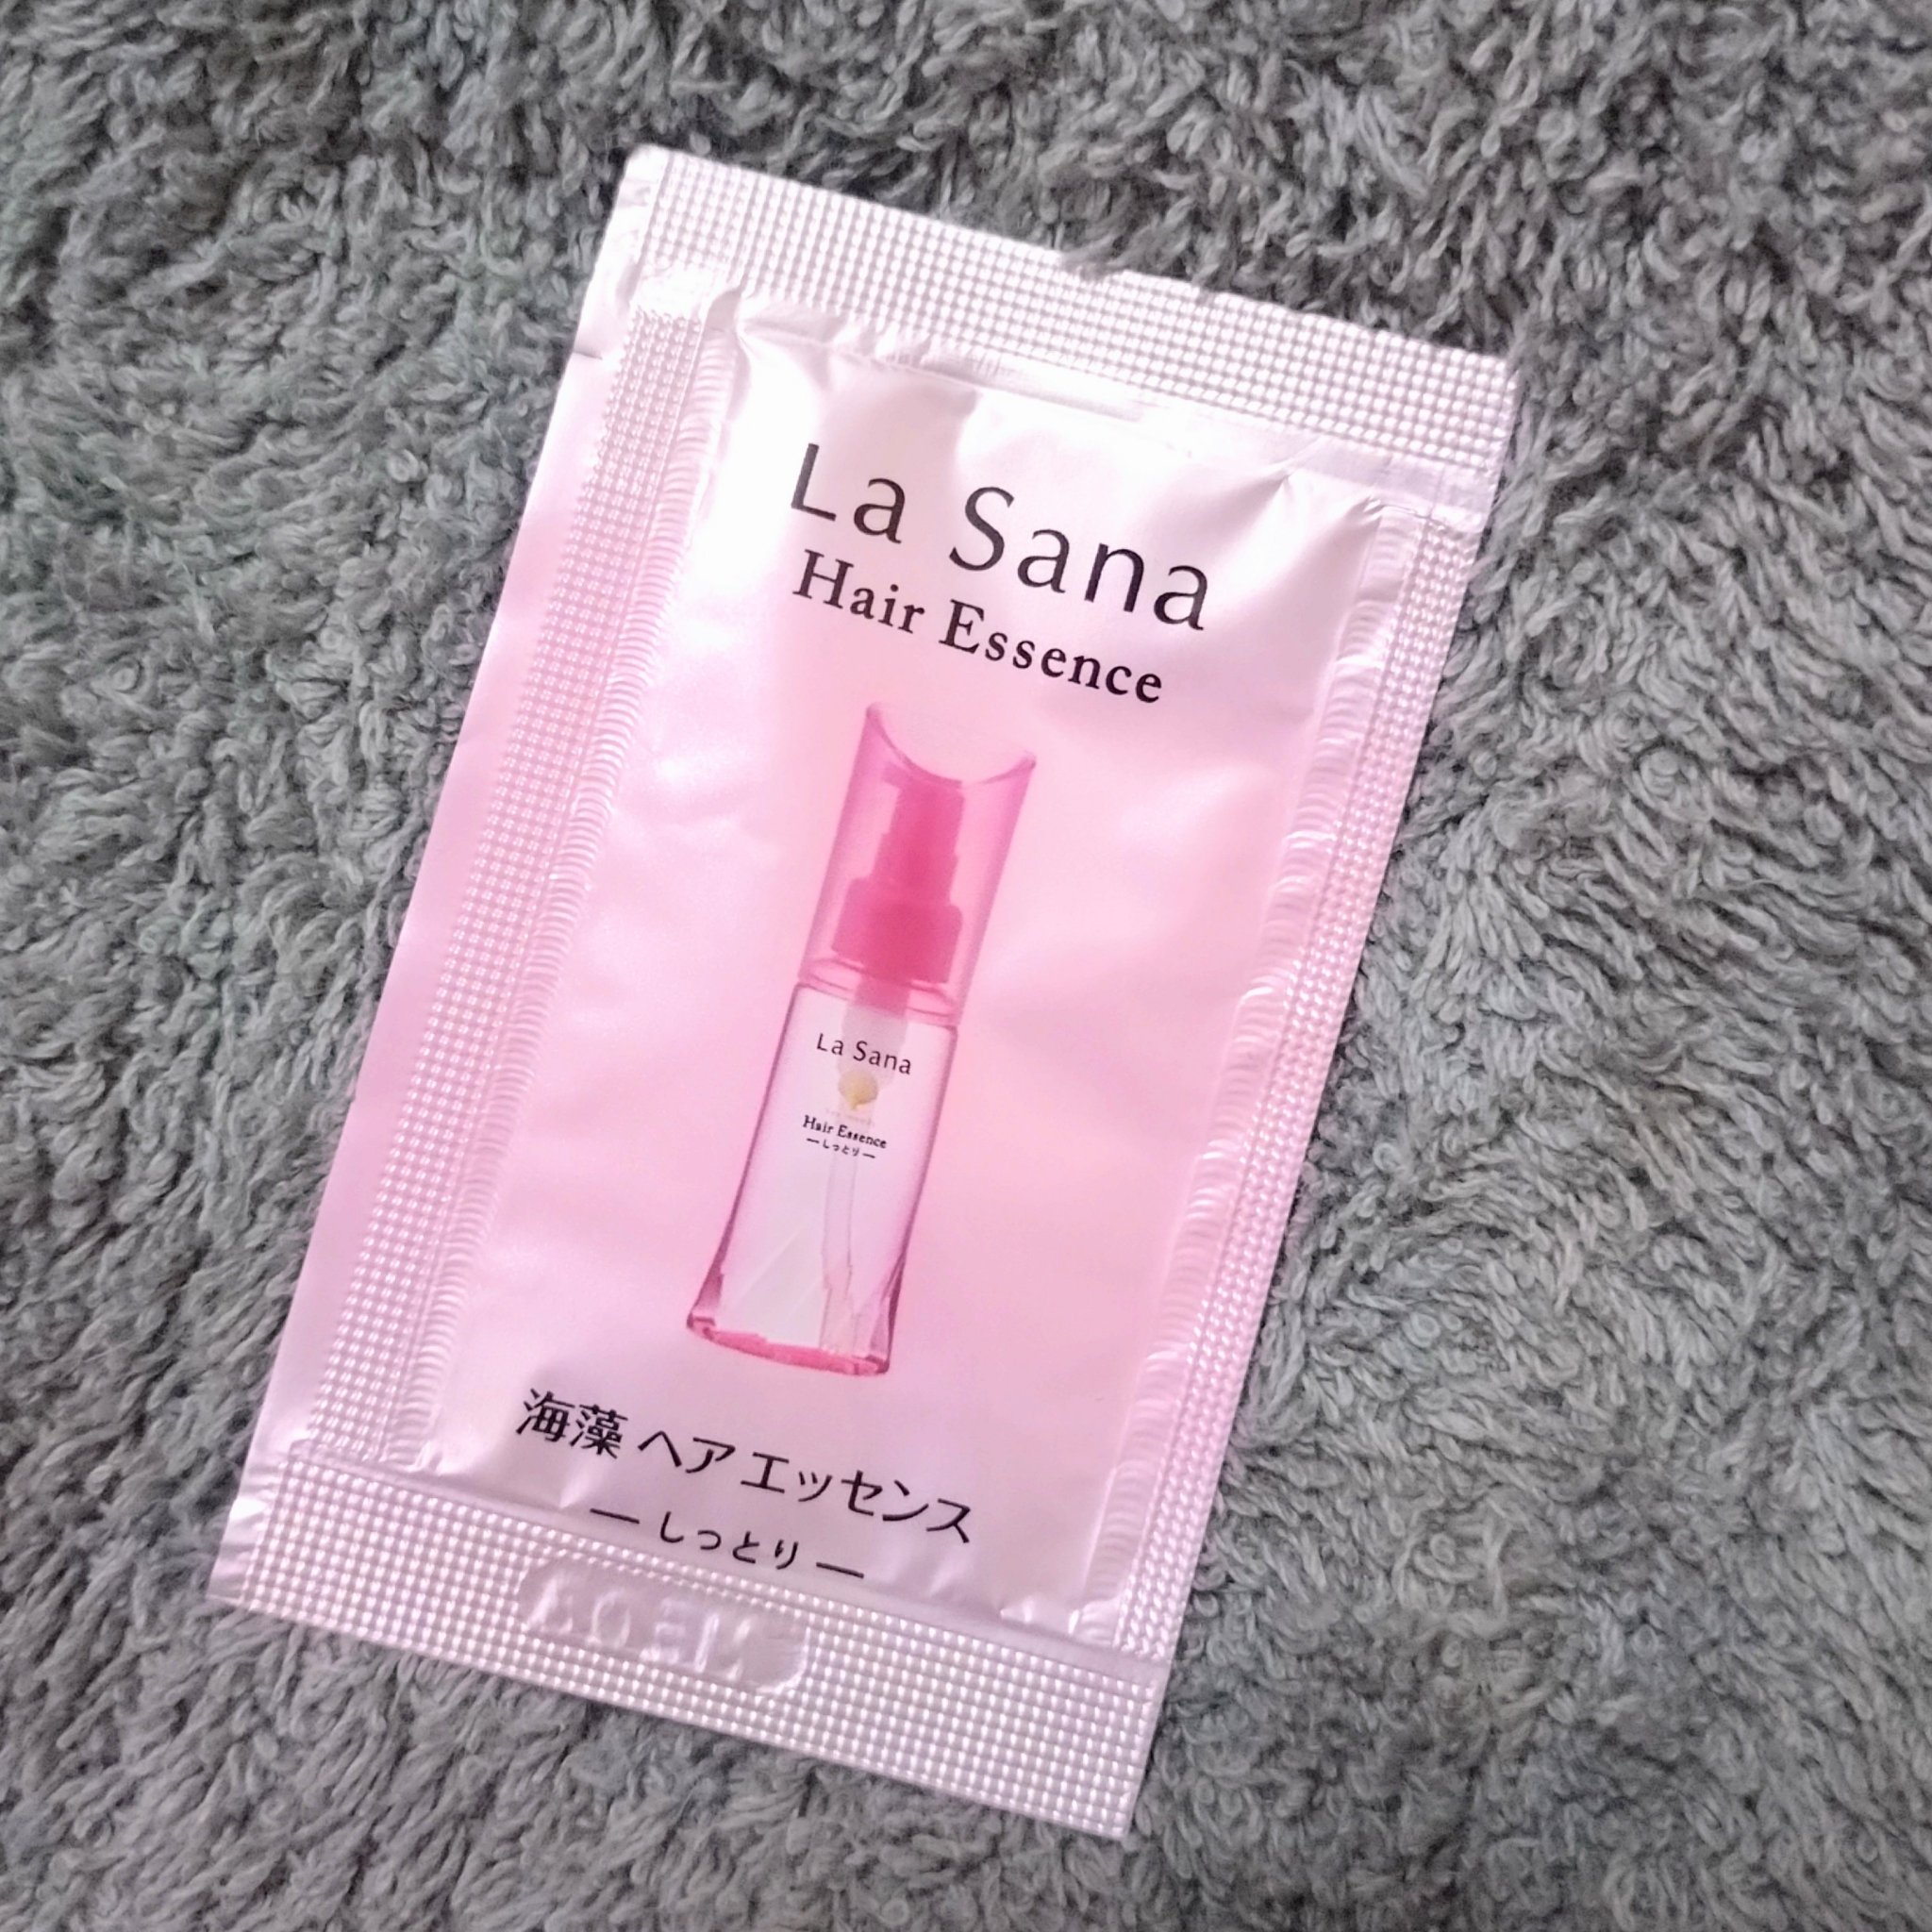 La Sana
Hair Essence
La Sana
Hair Essence
ーしっとりー
海藻 ヘア エッセンス
ー しっとり ー